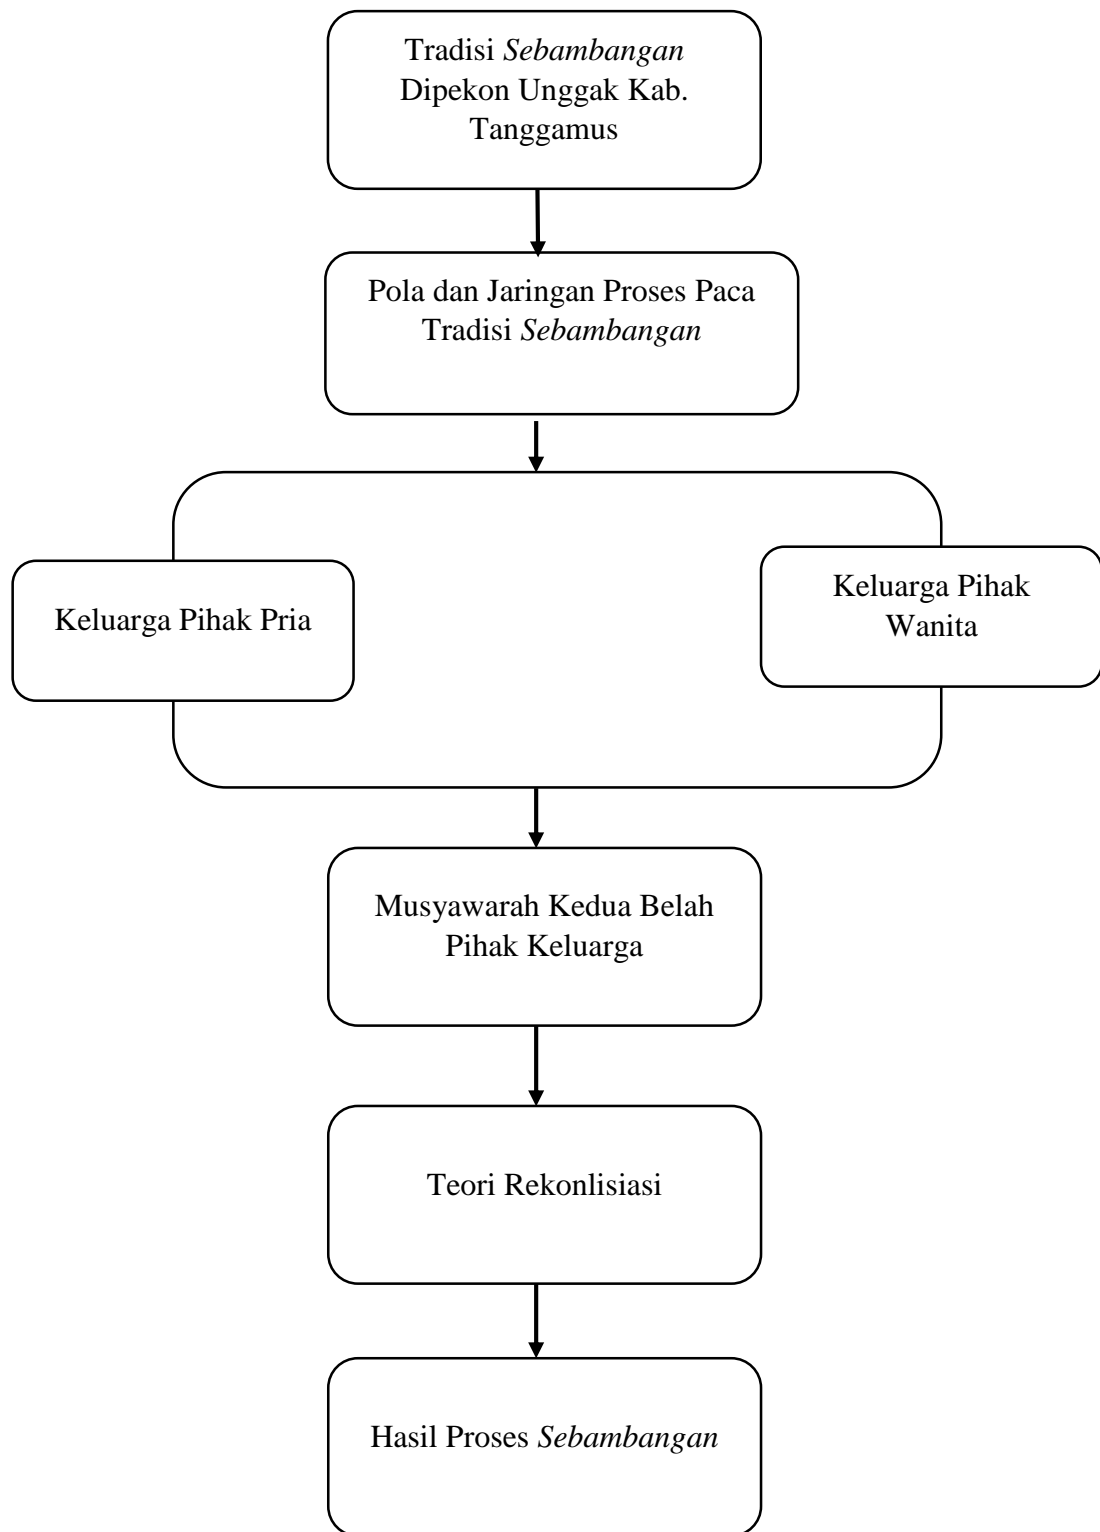 Tradisi Sebambangan
Dipekon Unggak Kab.
Tanggamus
Pola dan Jaringan Proses Paca
Tradisi Sebambangan
Keluarga Pihak Pria
Keluarga Pihak
Wanita
Musyawarah Kedua Belah
Pihak Keluarga
Teori Rekonlisiasi
Hasil Proses Sebambangan